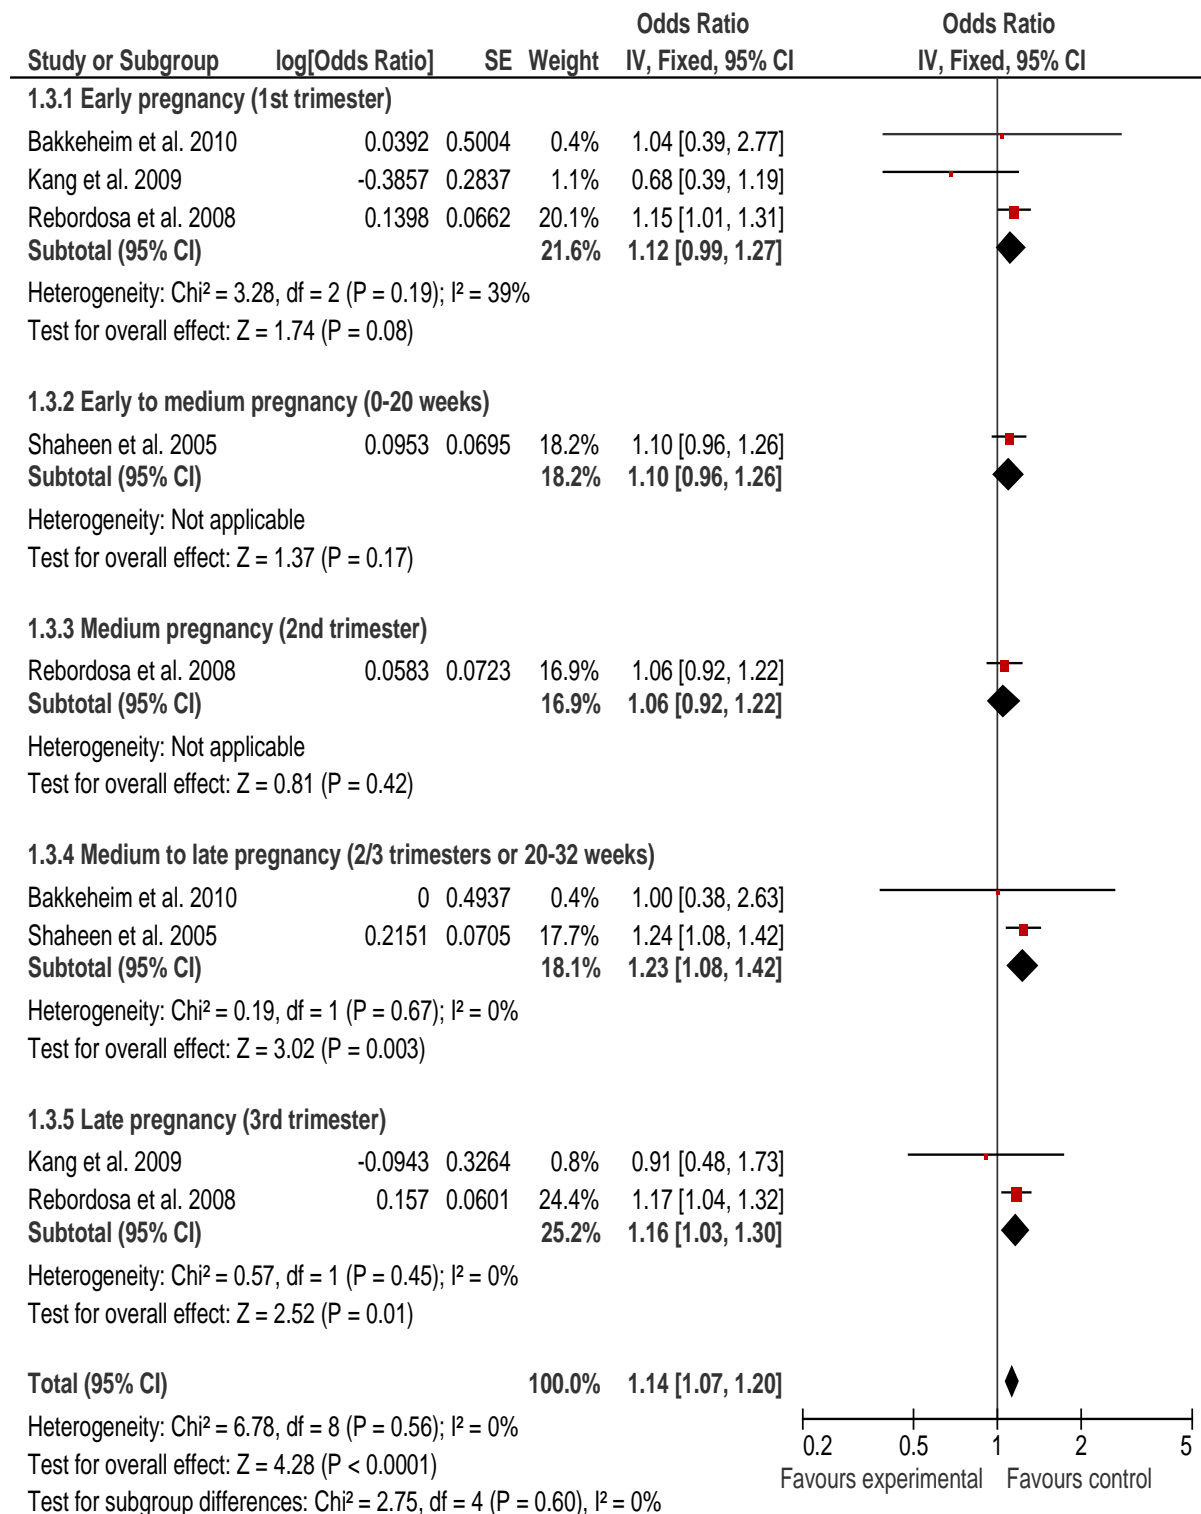 Odds Ratio Odds Ratio
Study or Subgroup log[Odds Ratio] SE Weight IV, Fixed, 95% CI IV, Fixed, 95% CI
1.3.1 Early pregnancy (1st trimester)
Bakkeheim et al. 2010 0.0392 0.5004 0.4% 1.04 [0.39, 2.77]
Kang et al. 2009 -0.3857 0.2837 1.1% 0.68 [0.39, 1.19]
Rebordosa et al. 2008 0.1398 0.0662 20.1% 1.15 [1.01, 1.31]
Subtotal (95% CI) 21.6% 1.12 [0.99, 1.27]
Heterogeneity: Chi² = 3.28, df = 2 (P = 0.19); I² = 39%
Test for overall effect: Z = 1.74 (P = 0.08)
1.3.2 Early to medium pregnancy (0-20 weeks)
Shaheen et al. 2005 0.0953 0.0695 18.2% 1.10 [0.96, 1.26]
Subtotal (95% CI) 18.2% 1.10 [0.96, 1.26]
Heterogeneity: Not applicable
Test for overall effect: Z = 1.37 (P = 0.17)
1.3.3 Medium pregnancy (2nd trimester)
Rebordosa et al. 2008 0.0583 0.0723 16.9% 1.06 [0.92, 1.22]
Subtotal (95% CI) 16.9% 1.06 [0.92, 1.22]
Heterogeneity: Not applicable
Test for overall effect: Z = 0.81 (P = 0.42)
1.3.4 Medium to late pregnancy (2/3 trimesters or 20-32 weeks)
Bakkeheim et al. 2010 0 0.4937 0.4% 1.00 [0.38, 2.63]
Shaheen et al. 2005 0.2151 0.0705 17.7% 1.24 [1.08, 1.42]
Subtotal (95% CI) 18.1% 1.23 [1.08, 1.42]
Heterogeneity: Chi² = 0.19, df = 1 (P = 0.67); I² = 0%
Test for overall effect: Z = 3.02 (P = 0.003)
1.3.5 Late pregnancy (3rd trimester)
Kang et al. 2009 -0.0943 0.3264 0.8% 0.91 [0.48, 1.73]
Rebordosa et al. 2008 0.157 0.0601 24.4% 1.17 [1.04, 1.32]
Subtotal (95% CI) 25.2% 1.16 [1.03, 1.30]
Heterogeneity: Chi² = 0.57, df = 1 (P = 0.45); I² = 0%
Test for overall effect: Z = 2.52 (P = 0.01)
Total (95% CI) 100.0% 1.14 [1.07, 1.20]
Heterogeneity: Chi² = 6.78, df = 8 (P = 0.56); I² = 0%
0.2 0.5 1 2 5
Test for overall effect: Z = 4.28 (P < 0.0001)
Favours experimental Favours control
Test for subgroup differences: Chi² = 2.75, df = 4 (P = 0.60), I² = 0%